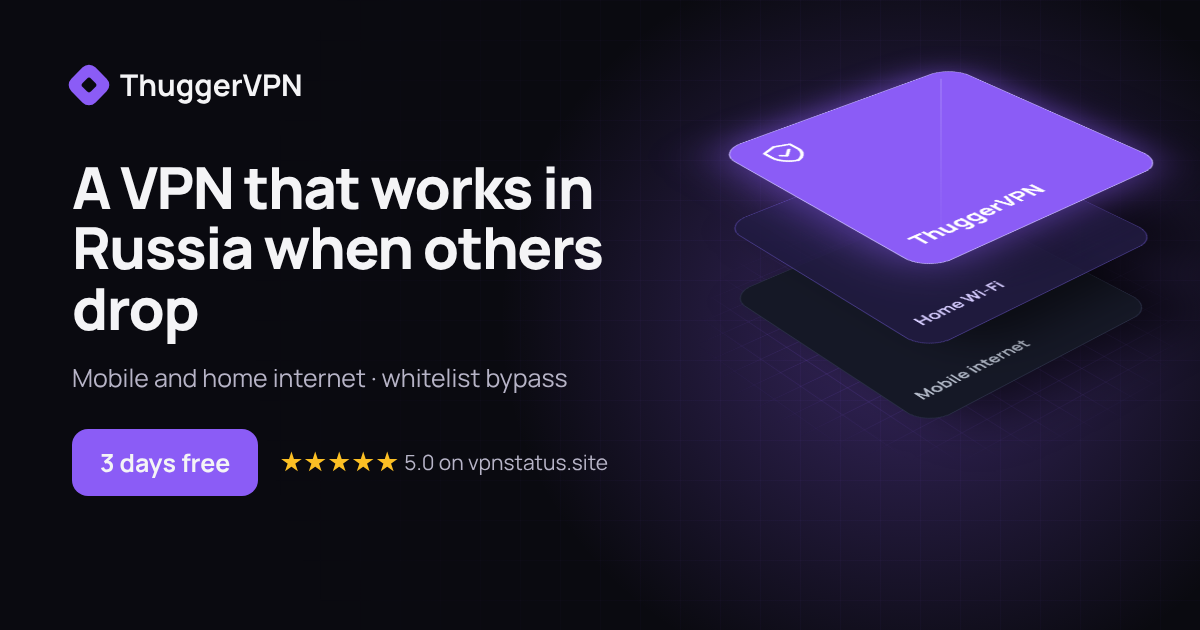 ThuggerVPN
A VPN that works in
Russia when others
drop
Mobile and home internet · whitelist bypass
3 days free
★★★★★ 5.0 on vpnstatus.site
ThuggerVPN
Home Wi-Fi
Mobile internet